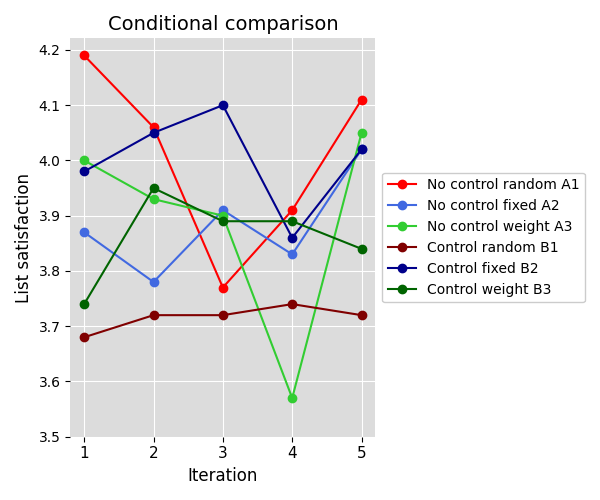 Conditional comparison
List satisfaction
4.2
4.1
4.0
3.9
3.8
3.7
3.6
3.5
1 2 3 4 5
Iteration
No control random A1
No control fixed A2
No control weight A3
Control random B1
Control fixed B2
Control weight B3